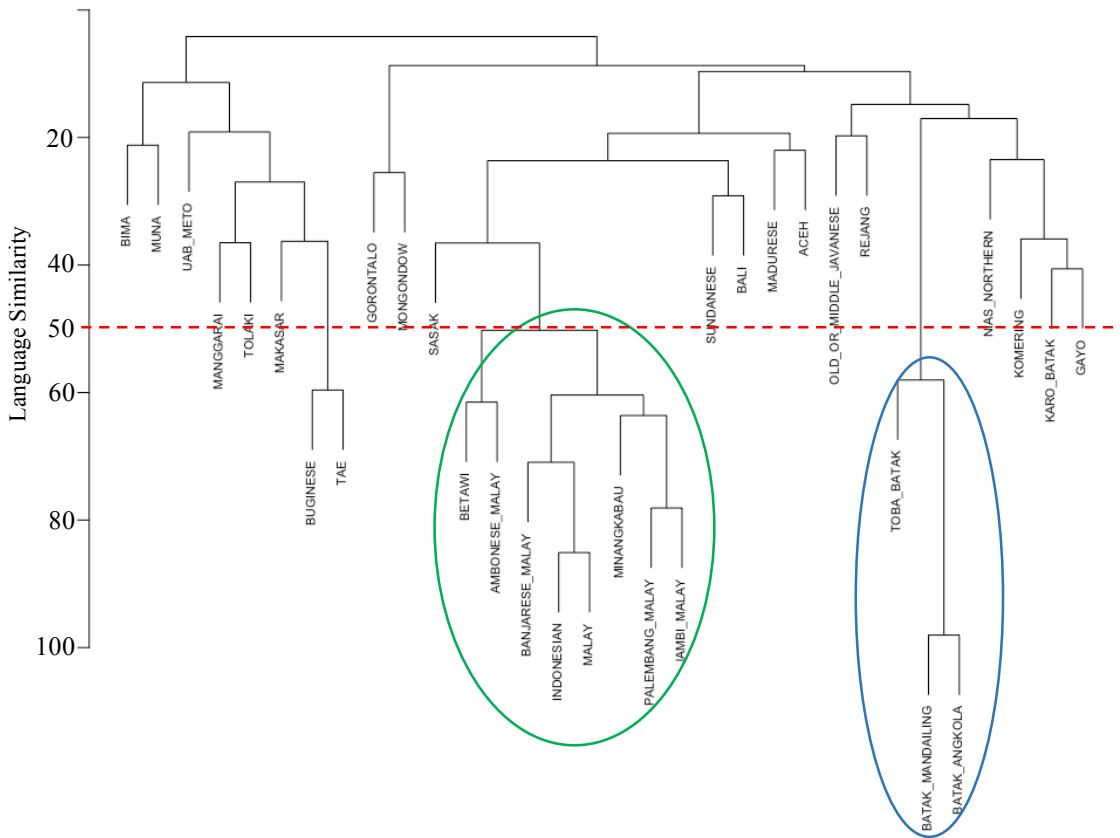 Language Similarity
20
40
50
60
80
100
BIMA
MUNA
UAB_METO
MANGGARAI
TOLAKI
MAKASAR
BUGINESE
TAE
GORONTALO
MONGONDOW
SASAK
BETAWI
AMBONESE_MALAY
BANJARESE_MALAY
INDONESIAN
MALAY
MINANGKABAU
PALEMBANG_MALAY
JAMBI_MALAY
SUNDANESE
BALI
MADURESE
ACEH
OLD_OR_MIDDLE_JAVANESE
REJANG
TOBA_BATAK
BATAK_MANDAILING
BATAK_ANGKOLA
NIAS_NORTHERN
KOMERING
KARO_BATAK
GAYO